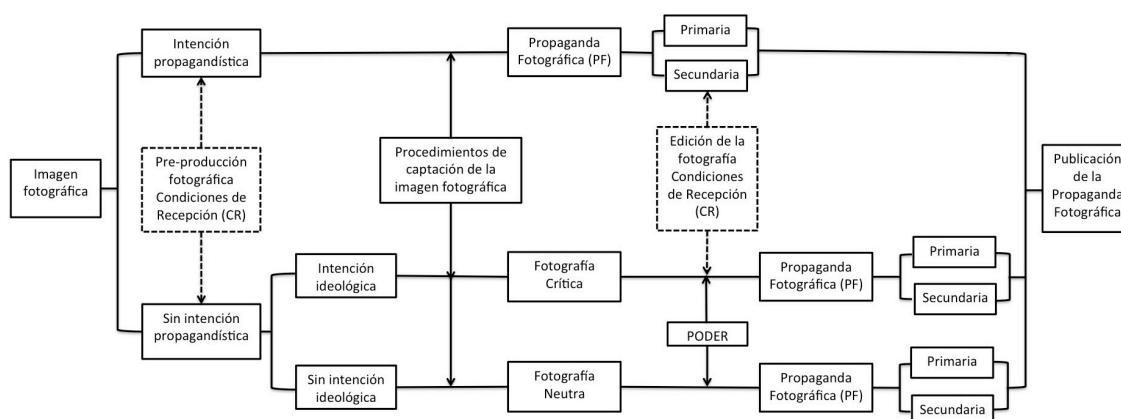 Intención
propagandística
Propaganda
Fotográfica (PF)
Primaria
Secundaria
Imagen
fotográfica
Pre-producción
fotográfica
Condiciones de
Recepción (CR)
Procedimientos de
captación de la
imagen fotográfica
Edición de la
fotografía
Condiciones
de Recepción
(CR)
Publicación
de la
Propaganda
Fotográfica
Sin intención
propagandística
Intención
ideológica
Fotografía
Crítica
Propaganda
Fotográfica (PF)
Primaria
Secundaria
PODER
Sin intención
ideológica
Fotografía
Neutra
Propaganda
Fotográfica (PF)
Primaria
Secundaria